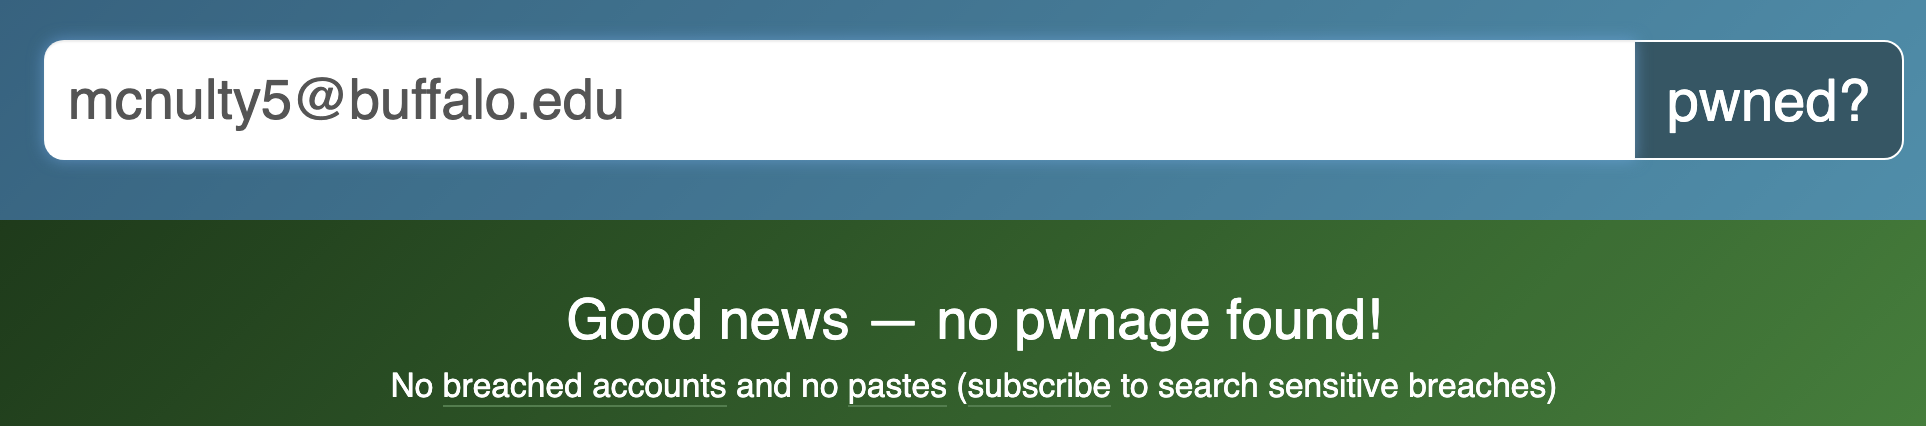 mcnulty5@buffalo.edu pwned?
Good news — no pwnage found!
No breached accounts and no pastes (subscribe to search sensitive breaches)